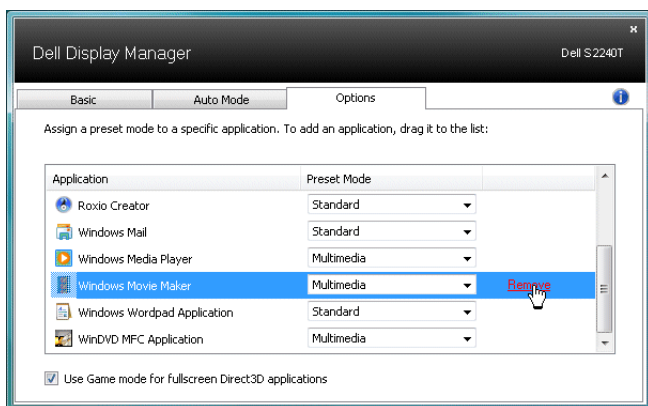 Dell Display Manager
Dell S2240T
Basic Auto Mode Options
Assign a preset mode to a specific application. To add an application, drag it to the list:
Application Preset Mode
Roxio Creator Standard
Windows Mail Standard
Windows Media Player Multimedia
Windows Movie Maker Multimedia Remove
Windows Wordpad Application Standard
WinDVD MFC Application Multimedia
Use Game mode for fullscreen Direct3D applications